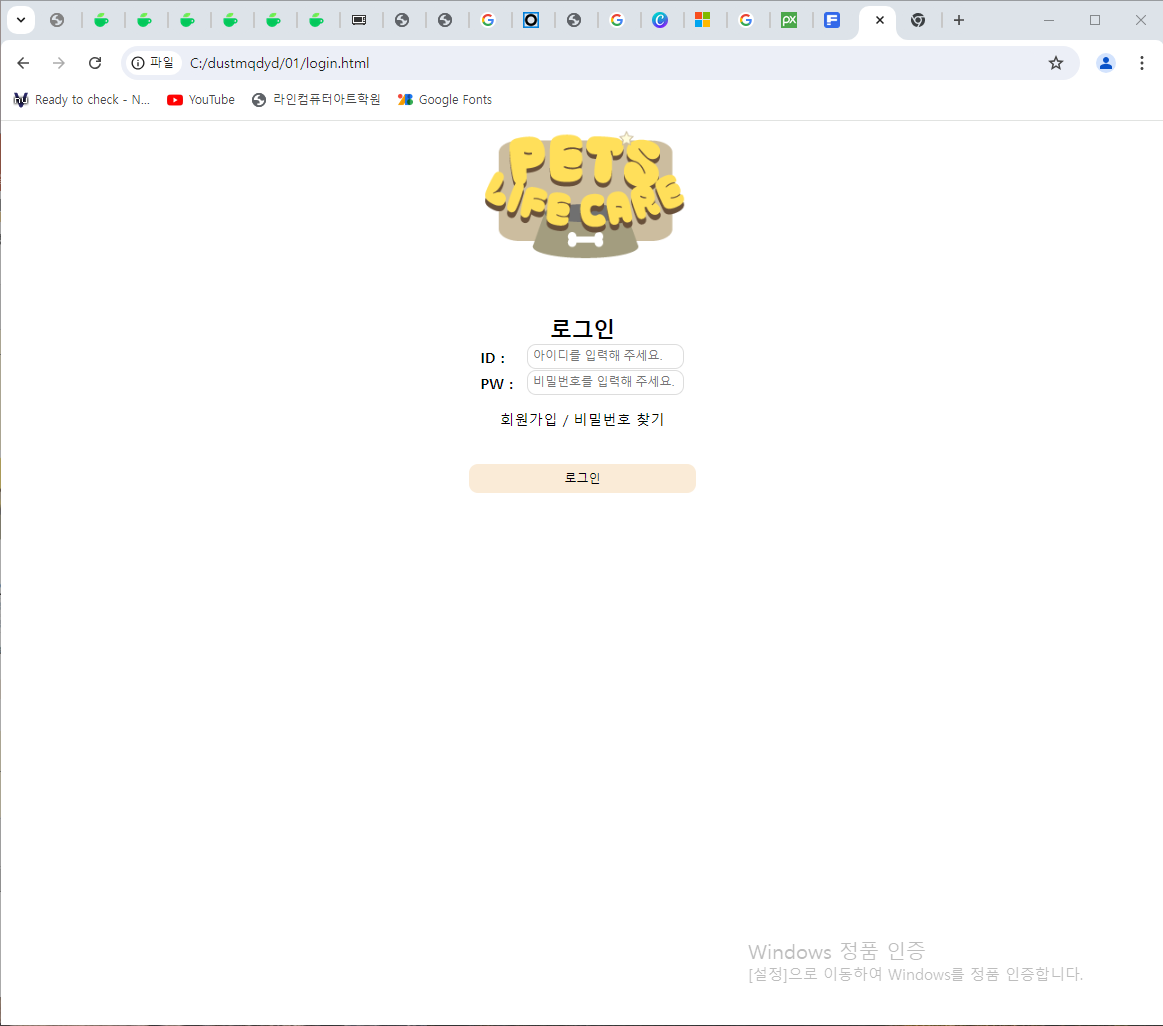 파일 C:/dustmqdyd/01/login.html
Ready to check - N... YouTube 라인컴퓨터아트학원 Google Fonts
PET'S
LIFE CARE
로그인
ID : 아이디를 입력해 주세요.
PW : 비밀번호를 입력해 주세요.
회원가입 / 비밀번호 찾기
로그인
Windows 정품 인증
[설정]으로 이동하여 Windows를 정품 인증합니다.